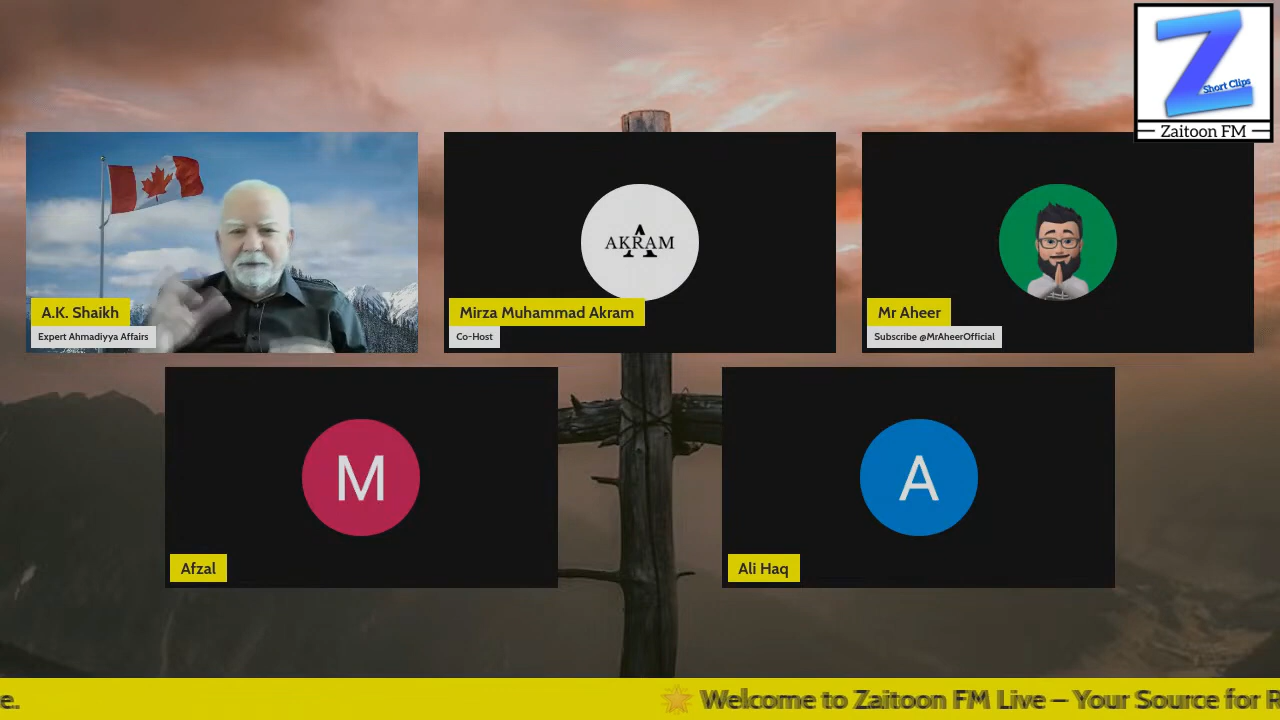 Z
Short Clips
Zaitoon FM
A.K. Shaikh
Expert Ahmadiyya Affairs
AKRAM
A
Mirza Muhammad Akram
Co-Host
Mr Aheer
Subscribe @MrAheerOfficial
M
Afzal
A
Ali Haq
e.
🌟 Welcome to Zaitoon FM Live – Your Source for R